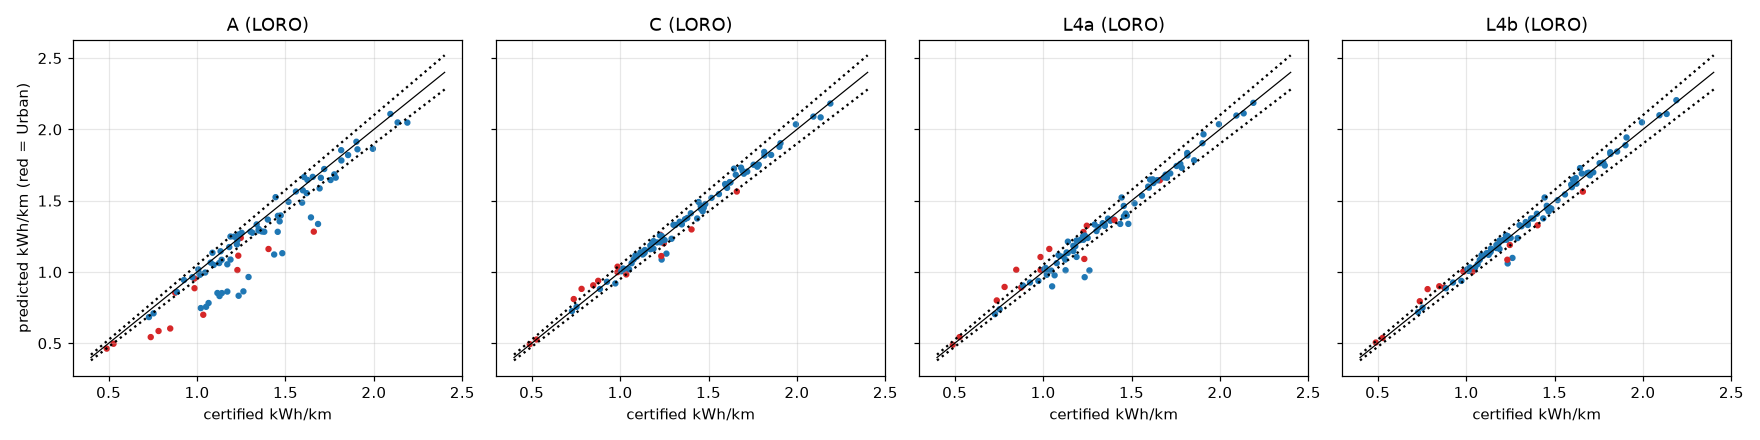 A (LORO)
C (LORO)
L4a (LORO)
L4b (LORO)
predicted kWh/km (red = Urban)
2.5
2.0
1.5
1.0
0.5
0.5 1.0 1.5 2.0 2.5
0.5 1.0 1.5 2.0 2.5
0.5 1.0 1.5 2.0 2.5
0.5 1.0 1.5 2.0 2.5
certified kWh/km
certified kWh/km
certified kWh/km
certified kWh/km